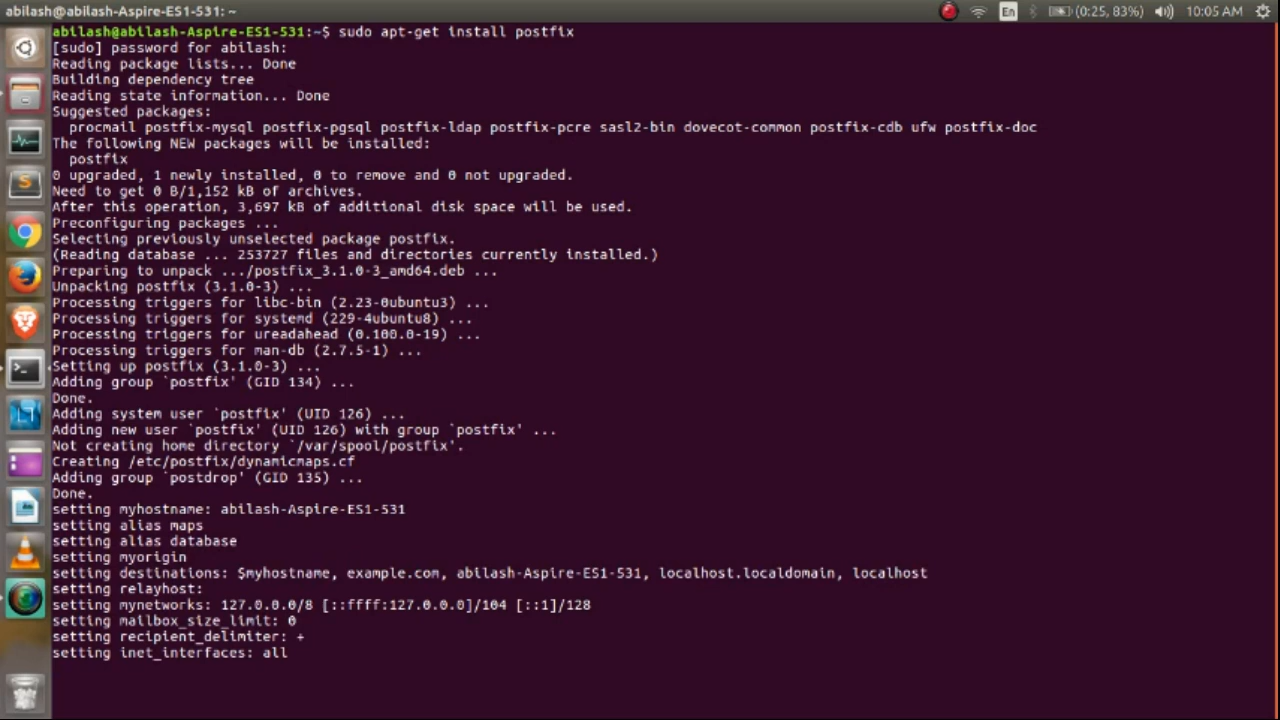 abilash@abilash-Aspire-ES1-531: ~
En
(0:25, 83%)
10:05 AM
abilash@abilash-Aspire-ES1-531:~$ sudo apt-get install postfix
[sudo] password for abilash:
Reading package lists... Done
Building dependency tree
Reading state information... Done
Suggested packages:
procmail postfix-mysql postfix-pgsql postfix-ldap postfix-pcre sasl2-bin dovecot-common postfix-cdb ufw postfix-doc
The following NEW packages will be installed:
postfix
0 upgraded, 1 newly installed, 0 to remove and 0 not upgraded.
Need to get 0 B/1,152 kB of archives.
After this operation, 3,697 kB of additional disk space will be used.
Preconfiguring packages ...
Selecting previously unselected package postfix.
(Reading database ... 253727 files and directories currently installed.)
Preparing to unpack .../postfix_3.1.0-3_amd64.deb ...
Unpacking postfix (3.1.0-3) ...
Processing triggers for libc-bin (2.23-0ubuntu3) ...
Processing triggers for systemd (229-4ubuntu8) ...
Processing triggers for ureadahead (0.100.0-19) ...
Processing triggers for man-db (2.7.5-1) ...
Setting up postfix (3.1.0-3) ...
Adding group `postfix' (GID 134) ...
Done.
Adding system user `postfix' (UID 126) ...
Adding new user `postfix' (UID 126) with group `postfix' ...
Not creating home directory `/var/spool/postfix'.
Creating /etc/postfix/dynamicmaps.cf
Adding group `postdrop' (GID 135) ...
Done.
setting myhostname: abilash-Aspire-ES1-531
setting alias maps
setting alias database
setting myorigin
setting destinations: $myhostname, example.com, abilash-Aspire-ES1-531, localhost.localdomain, localhost
setting relayhost:
setting mynetworks: 127.0.0.0/8 [::ffff:127.0.0.0]/104 [::1]/128
setting mailbox_size_limit: 0
setting recipient_delimiter: +
setting inet_interfaces: all